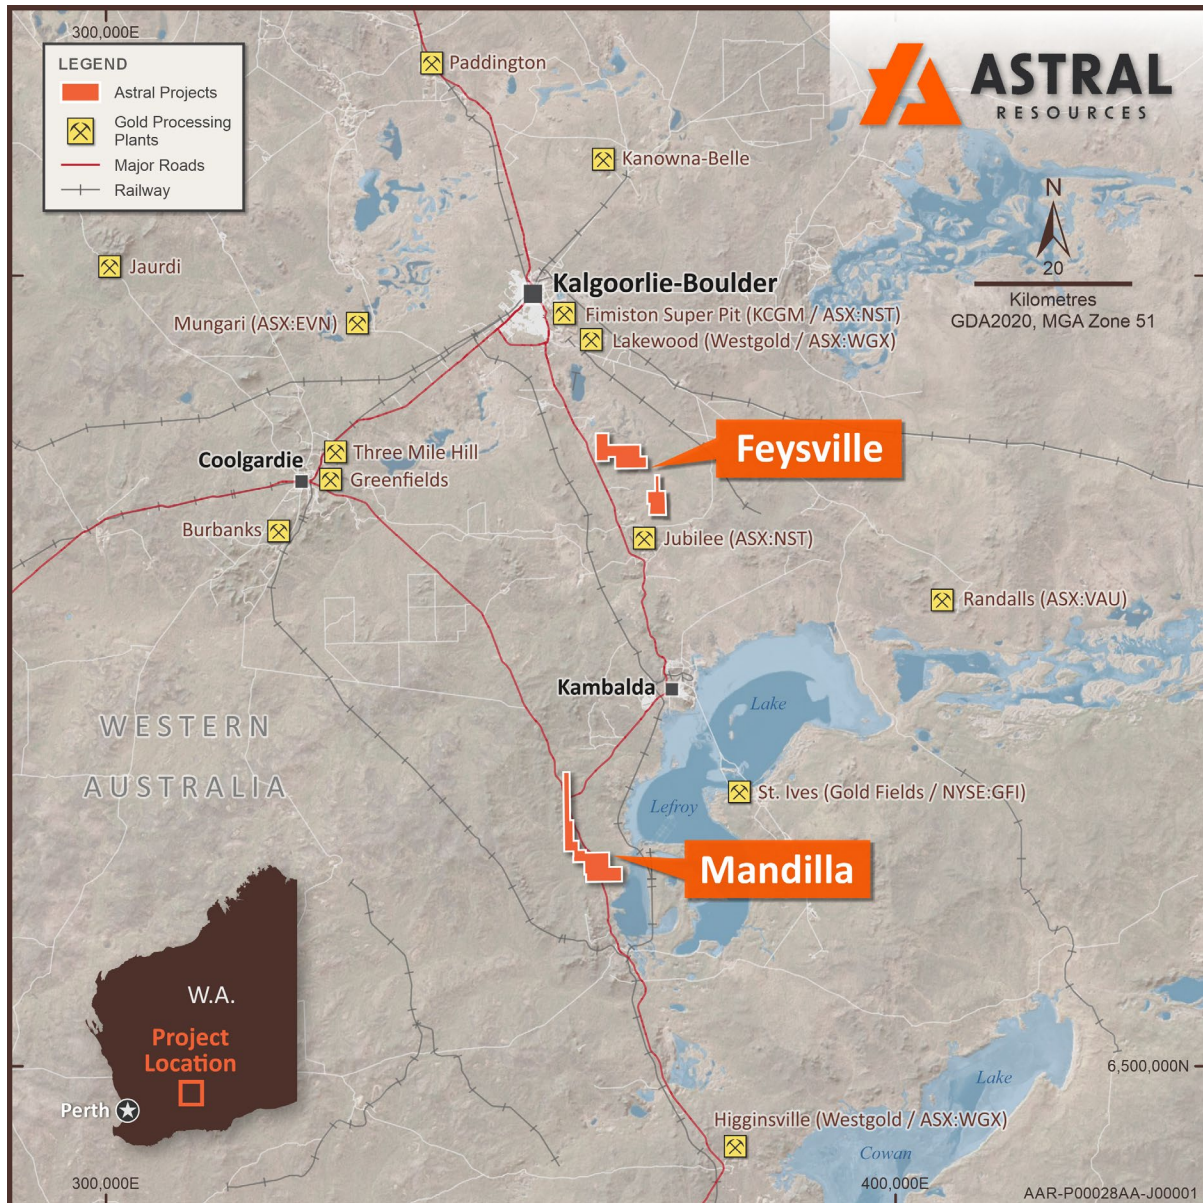 300,000E
LEGEND
Astral Projects
Gold Processing
Plants
Major Roads
Railway
ASTRAL
RESOURCES
Paddington
Kanowna-Belle
N
20
Kilometres
GDA2020, MGA Zone 51
Jaurdi
Kalgoorlie-Boulder
Mungari (ASX:EVN)
Fimiston Super Pit (KCGM / ASX:NST)
Lakewood (Westgold / ASX:WGX)
Feysville
Coolgardie
Three Mile Hill
Greenfields
Burbanks
Jubilee (ASX:NST)
Randalls (ASX:VAU)
Kambalda
Lake
Lefroy
WESTERN
AUSTRALIA
St. Ives (Gold Fields / NYSE:GFI)
Mandilla
W.A.
Project
Location
Perth
6,500,000N
Lake
Cowan
Higginsville (Westgold / ASX:WGX)
300,000E
400,000E
AAR-P00028AA-J00001